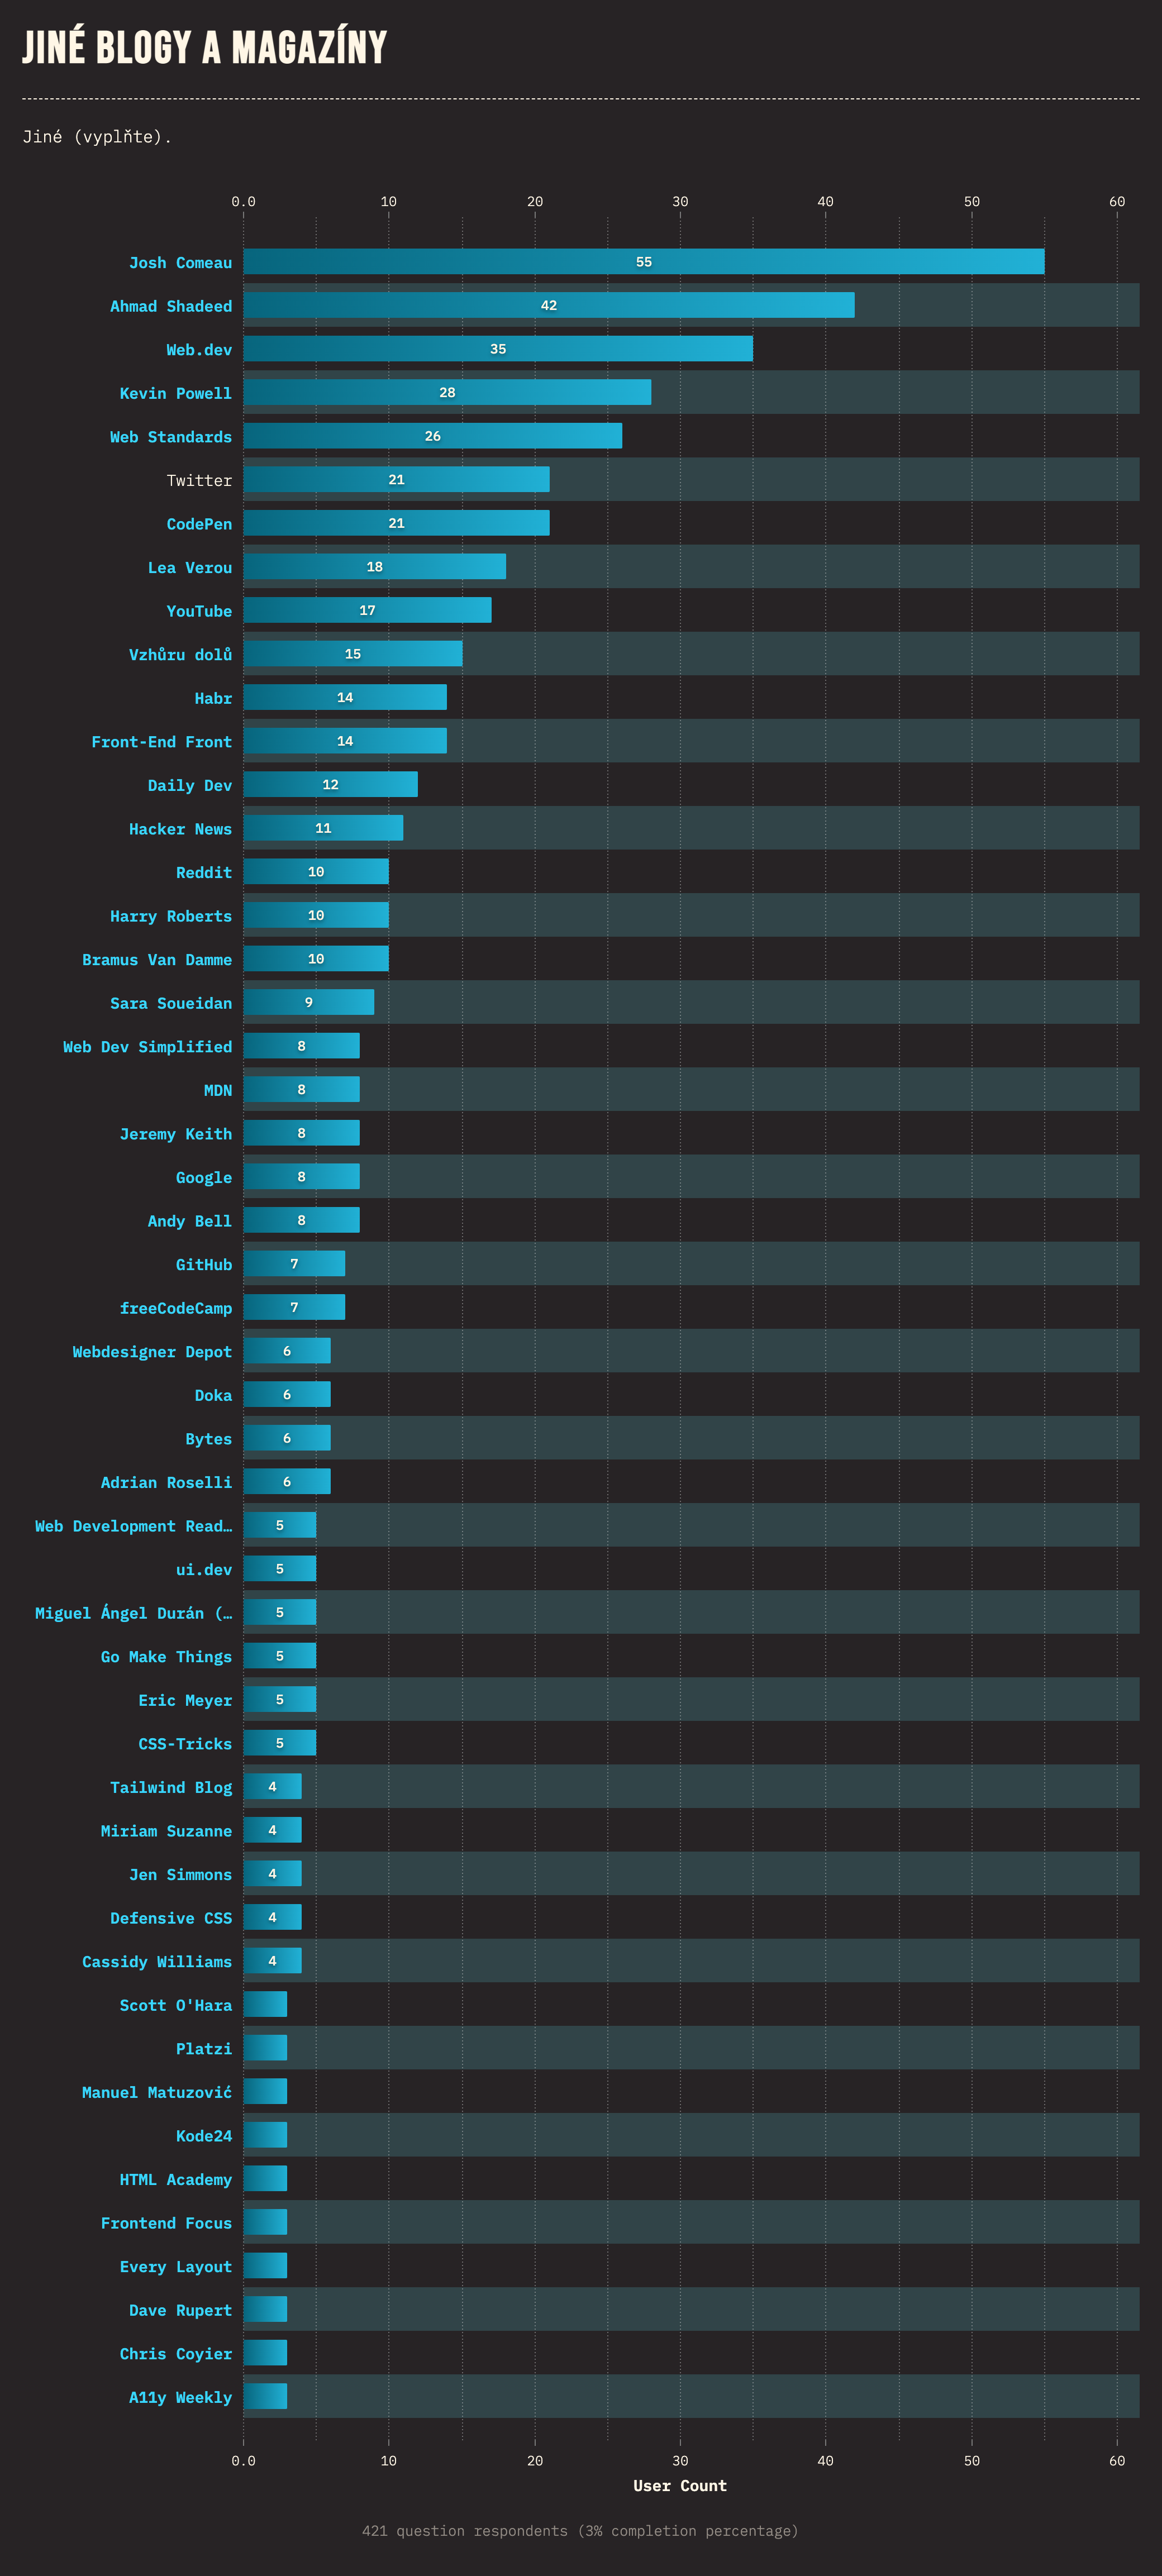 JINÉ BLOGY A MAGAZÍNY
Jiné (vyplňte).
0.0 10 20 30 40 50 60
Josh Comeau 55
Ahmad Shadeed 42
Web.dev 35
Kevin Powell 28
Web Standards 26
Twitter 21
CodePen 21
Lea Verou 18
YouTube 17
Vzhůru dolů 15
Habr 14
Front-End Front 14
Daily Dev 12
Hacker News 11
Reddit 10
Harry Roberts 10
Bramus Van Damme 10
Sara Soueidan 9
Web Dev Simplified 8
MDN 8
Jeremy Keith 8
Google 8
Andy Bell 8
GitHub 7
freeCodeCamp 7
Webdesigner Depot 6
Doka 6
Bytes 6
Adrian Roselli 6
Web Development Read… 5
ui.dev 5
Miguel Ángel Durán (… 5
Go Make Things 5
Eric Meyer 5
CSS-Tricks 5
Tailwind Blog 4
Miriam Suzanne 4
Jen Simmons 4
Defensive CSS 4
Cassidy Williams 4
Scott O'Hara
Platzi
Manuel Matuzović
Kode24
HTML Academy
Frontend Focus
Every Layout
Dave Rupert
Chris Coyier
A11y Weekly
0.0 10 20 30 40 50 60
User Count
421 question respondents (3% completion percentage)